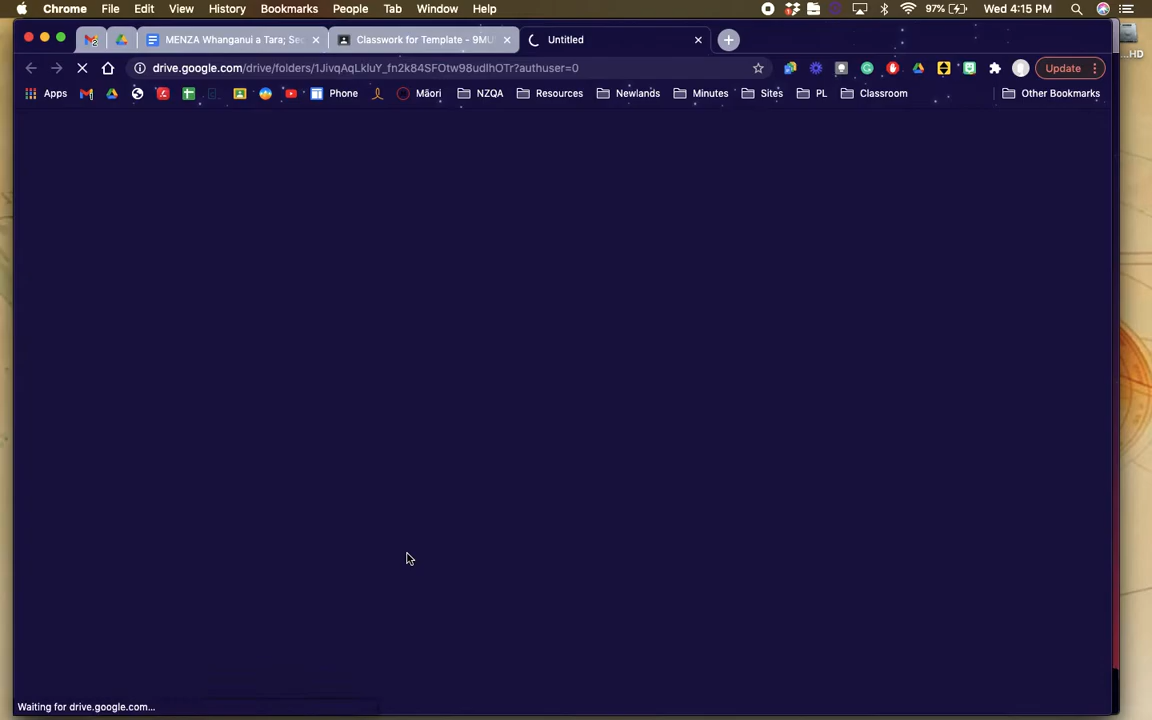 Chrome File Edit View History Bookmarks People Tab Window Help 97% Wed 4:15 PM
MENZA Whanganui a Tara; Sec Classwork for Template - 9MU Untitled
drive.google.com/drive/folders/1JivqAqLkluY_fn2k84SFOtw98udlhOTr?authuser=0 Update
Apps Phone Māori NZQA Resources Newlands Minutes Sites PL Classroom Other Bookmarks
...HD
Waiting for drive.google.com...